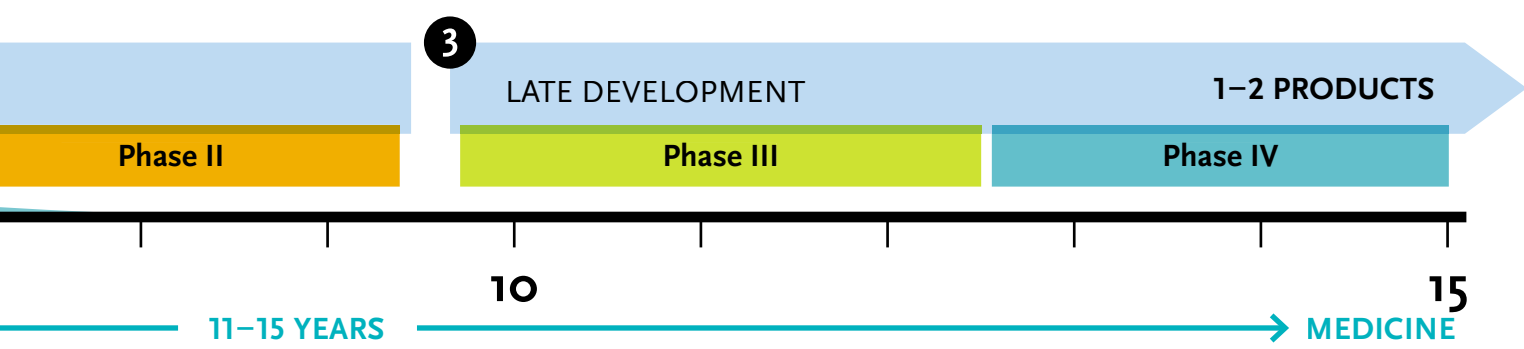 3
LATE DEVELOPMENT
1–2 PRODUCTS
Phase II
Phase III
Phase IV
10
15
11–15 YEARS
MEDICINE